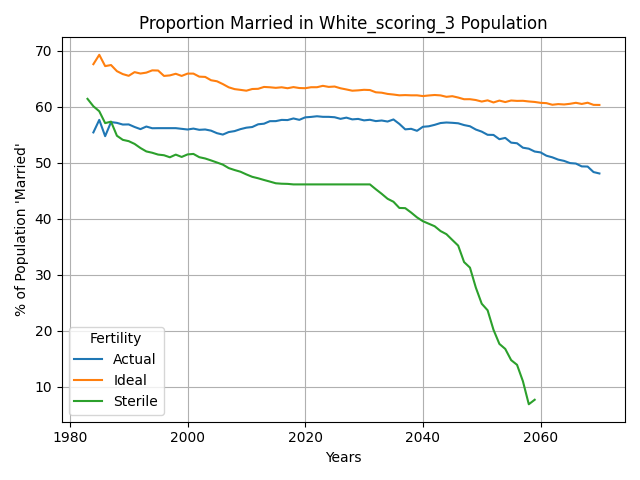 Proportion Married in White_scoring_3 Population
% of Population 'Married'
70
60
50
40
30
20
10
Fertility
Actual
Ideal
Sterile
1980
2000
2020
2040
2060
Years